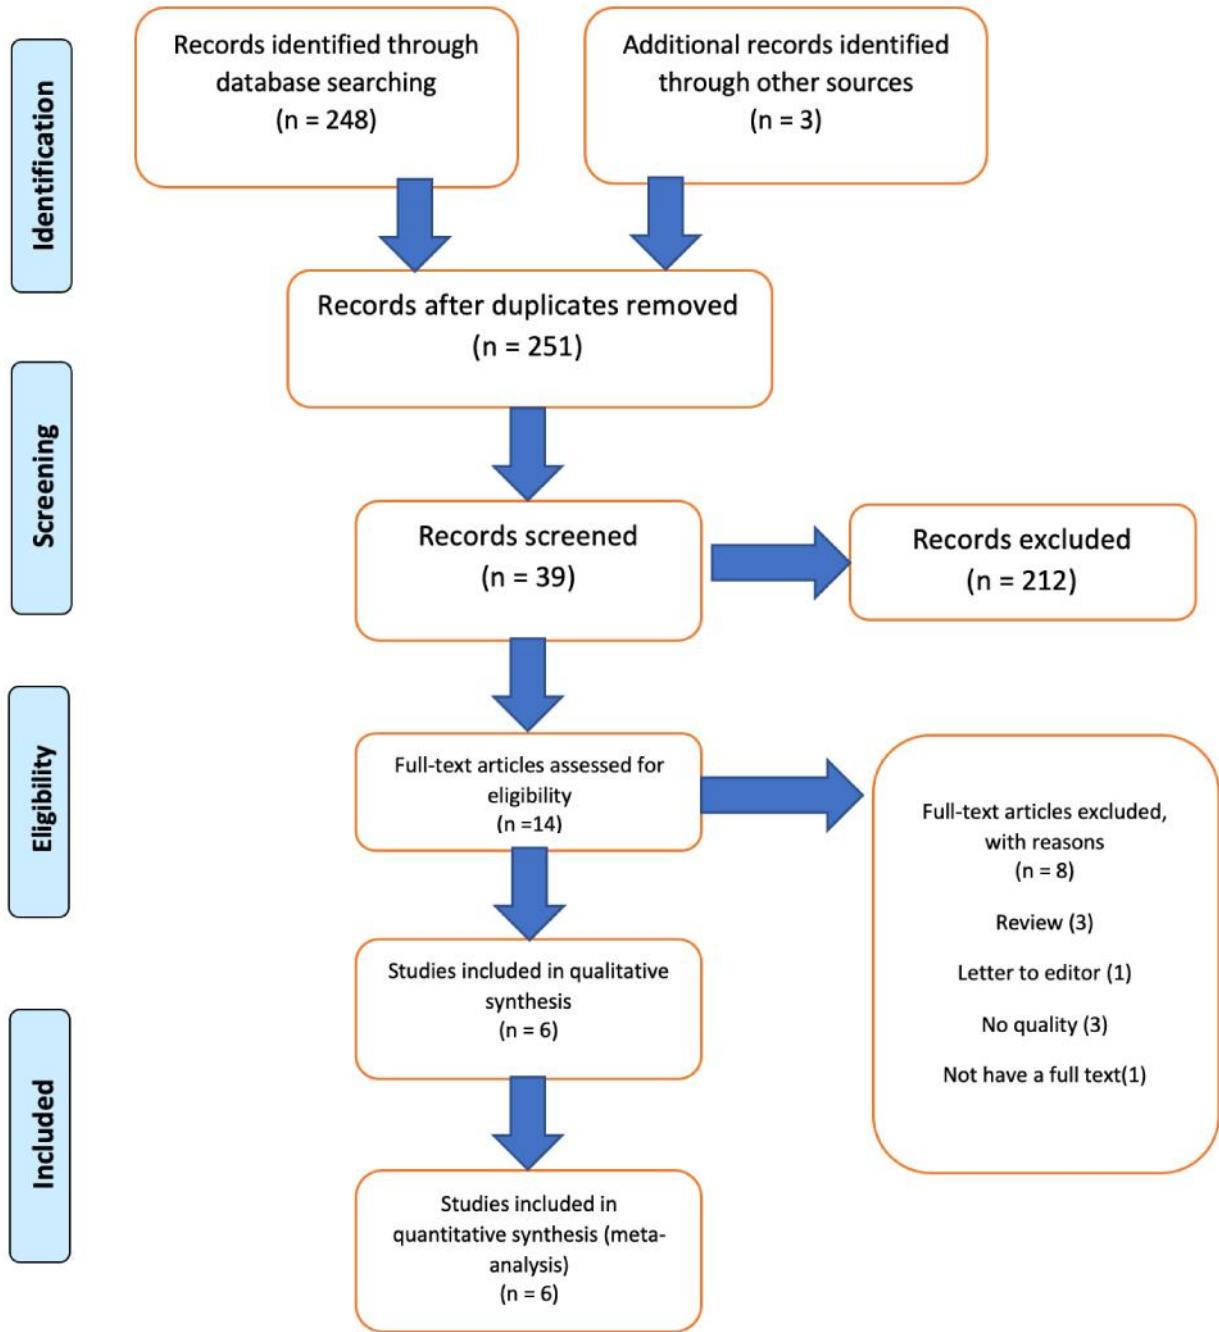 Identification
Records identified through
database searching
(n = 248)
Additional records identified
through other sources
(n = 3)
Records after duplicates removed
(n = 251)
Screening
Records screened
(n = 39)
Records excluded
(n = 212)
Eligibility
Full-text articles assessed for
eligibility
(n =14)
Full-text articles excluded,
with reasons
(n = 8)
Review (3)
Letter to editor (1)
No quality (3)
Not have a full text(1)
Included
Studies included in qualitative
synthesis
(n = 6)
Studies included in
quantitative synthesis (meta-
analysis)
(n = 6)